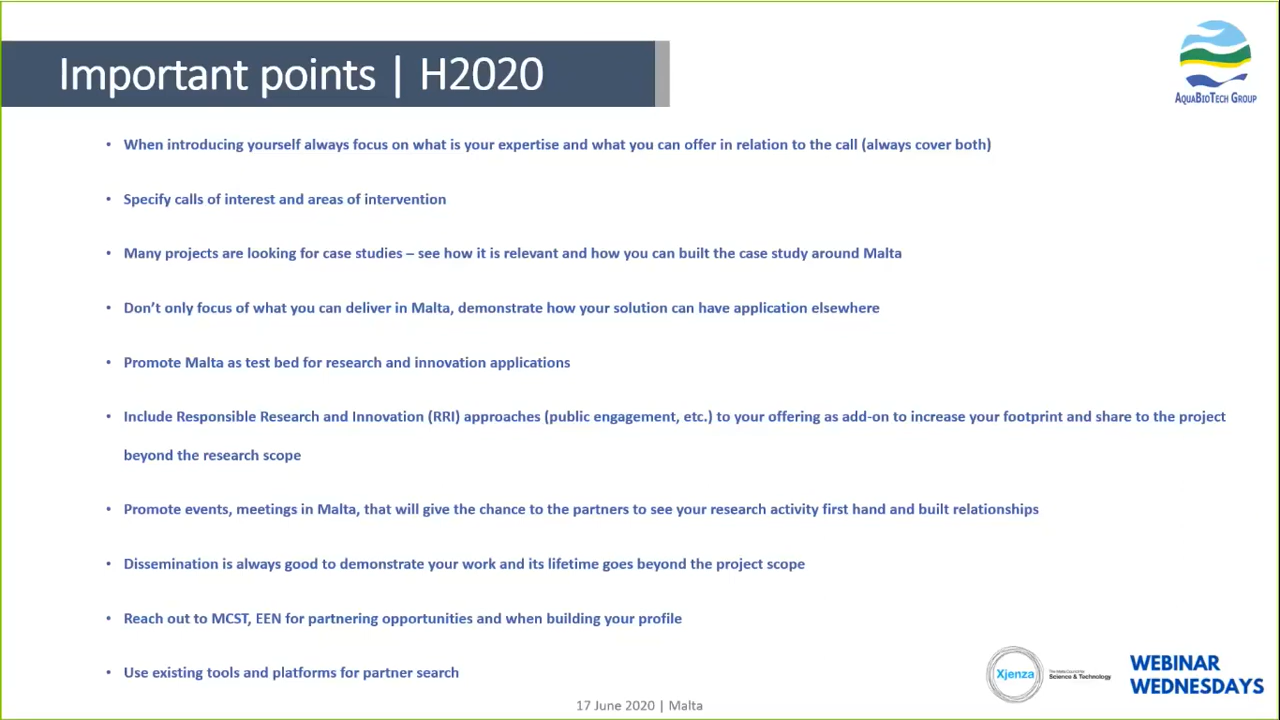 Important points | H2020
AQUABIOTECH GROUP
• When introducing yourself always focus on what is your expertise and what you can offer in relation to the call (always cover both)
• Specify calls of interest and areas of intervention
• Many projects are looking for case studies – see how it is relevant and how you can built the case study around Malta
• Don’t only focus of what you can deliver in Malta, demonstrate how your solution can have application elsewhere
• Promote Malta as test bed for research and innovation applications
• Include Responsible Research and Innovation (RRI) approaches (public engagement, etc.) to your offering as add-on to increase your footprint and share to the project
beyond the research scope
• Promote events, meetings in Malta, that will give the chance to the partners to see your research activity first hand and built relationships
• Dissemination is always good to demonstrate your work and its lifetime goes beyond the project scope
• Reach out to MCST, EEN for partnering opportunities and when building your profile
• Use existing tools and platforms for partner search
Xjenza
The Malta Council for
Science & Technology
WEBINAR
WEDNESDAYS
17 June 2020 | Malta